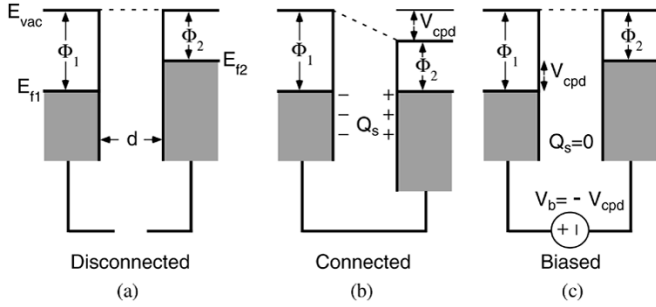 E_vac
Φ_1
Φ_2
E_f1
E_f2
d
Disconnected
(a)
V_cpd
Φ_1
Φ_2
− +
− Q_s +
− +
Connected
(b)
Φ_1
Φ_2
V_cpd
Q_s=0
V_b= - V_cpd
+ I
Biased
(c)